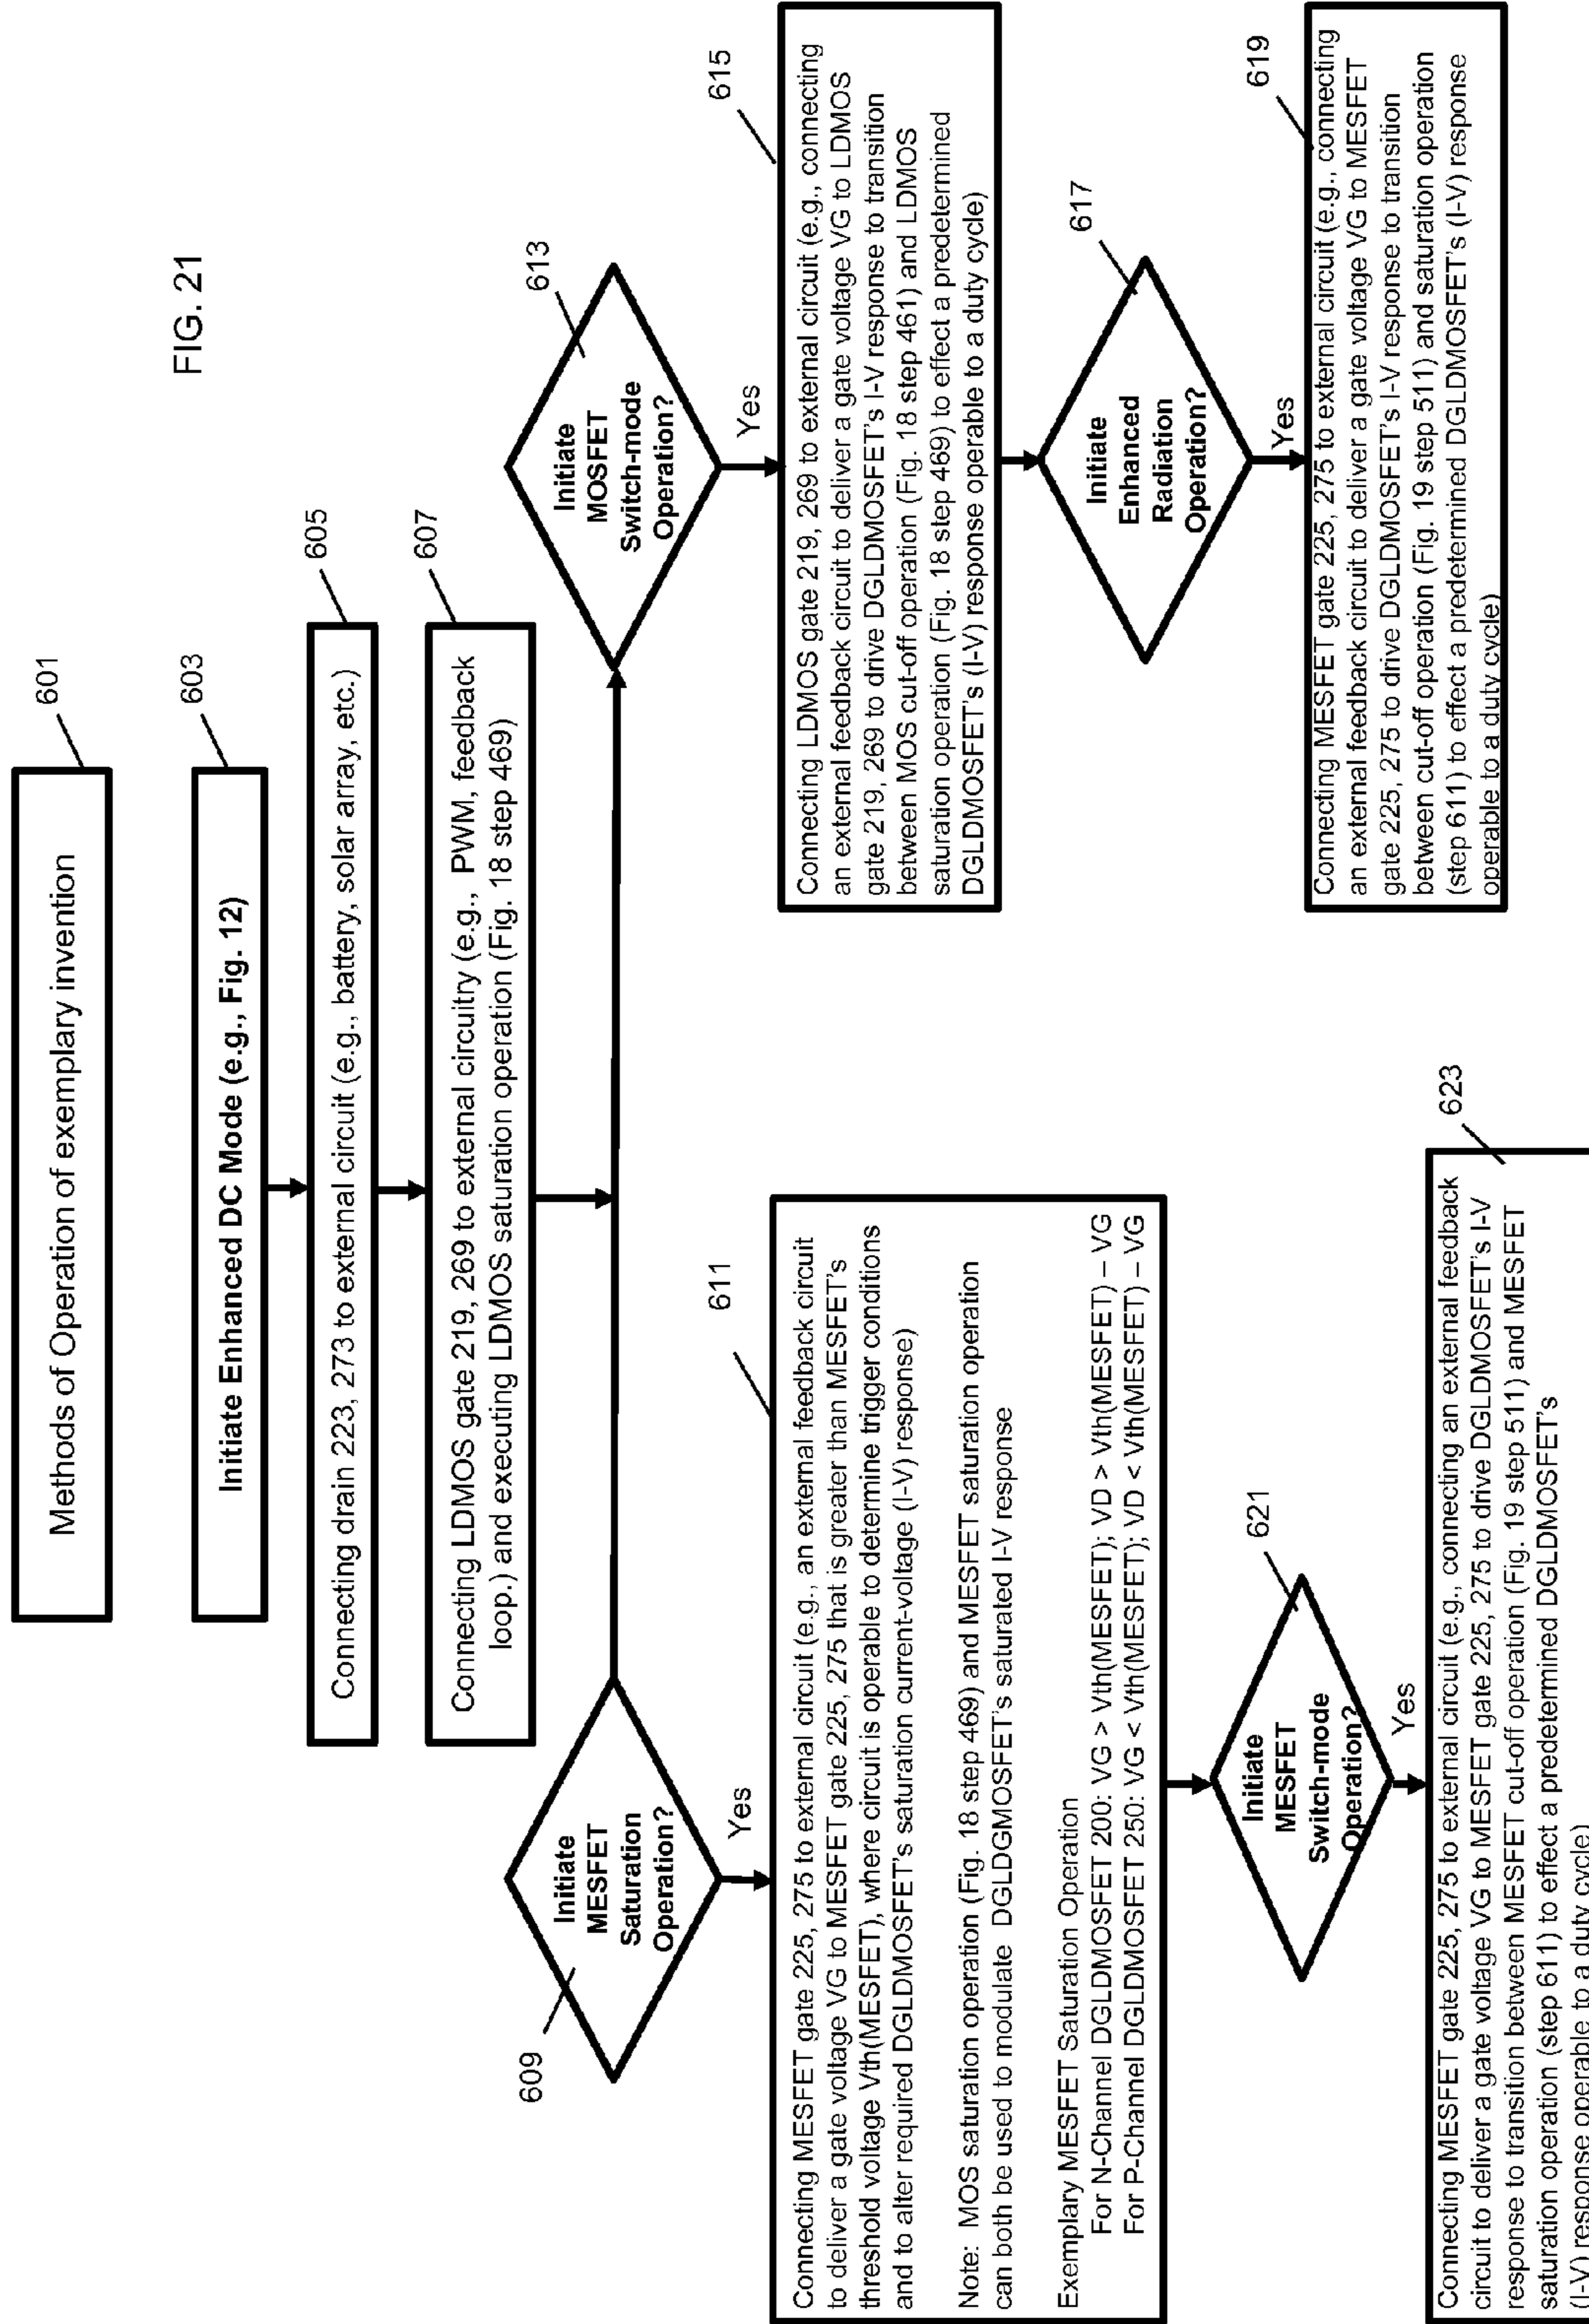 FIG. 21
601
Methods of Operation of exemplary invention
603
Initiate Enhanced DC Mode (e.g., Fig. 12)
605
Connecting drain 223, 273 to external circuit (e.g., battery, solar array, etc.)
607
Connecting LDMOS gate 219, 269 to external circuitry (e.g., PWM, feedback
loop.) and executing LDMOS saturation operation (Fig. 18 step 469)
609
Initiate
MESFET
Saturation
Operation?
Yes
611
Connecting MESFET gate 225, 275 to external circuit (e.g., an external feedback circuit
to deliver a gate voltage VG to MESFET gate 225, 275 that is greater than MESFET's
threshold voltage Vth(MESFET), where circuit is operable to determine trigger conditions
and to alter required DGLDMOSFET's saturation current-voltage (I-V) response)
Note: MOS saturation operation (Fig. 18 step 469) and MESFET saturation operation
can both be used to modulate DGLDGMOSFET's saturated I-V response
Exemplary MESFET Saturation Operation
For N-Channel DGLDMOSFET 200: VG > Vth(MESFET); VD > Vth(MESFET) – VG
For P-Channel DGLDMOSFET 250: VG < Vth(MESFET); VD < Vth(MESFET) – VG
621
Initiate
MESFET
Switch-mode
Operation?
Yes
623
Connecting MESFET gate 225, 275 to external circuit (e.g., connecting an external feedback
circuit to deliver a gate voltage VG to MESFET gate 225, 275 to drive DGLDMOSFET's I-V
response to transition between MESFET cut-off operation (Fig. 19 step 511) and MESFET
saturation operation (step 611) to effect a predetermined DGLDMOSFET's
(I-V) response operable to a duty cycle)
613
Initiate
MOSFET
Switch-mode
Operation?
Yes
615
Connecting LDMOS gate 219, 269 to external circuit (e.g., connecting
an external feedback circuit to deliver a gate voltage VG to LDMOS
gate 219, 269 to drive DGLDMOSFET's I-V response to transition
between MOS cut-off operation (Fig. 18 step 461) and LDMOS
saturation operation (Fig. 18 step 469) to effect a predetermined
DGLDMOSFET's (I-V) response operable to a duty cycle)
617
Initiate
Enhanced
Radiation
Operation?
Yes
619
Connecting MESFET gate 225, 275 to external circuit (e.g., connecting
an external feedback circuit to deliver a gate voltage VG to MESFET
gate 225, 275 to drive DGLDMOSFET's I-V response to transition
between cut-off operation (Fig. 19 step 511) and saturation operation
(step 611) to effect a predetermined DGLDMOSFET's (I-V) response
operable to a duty cycle)